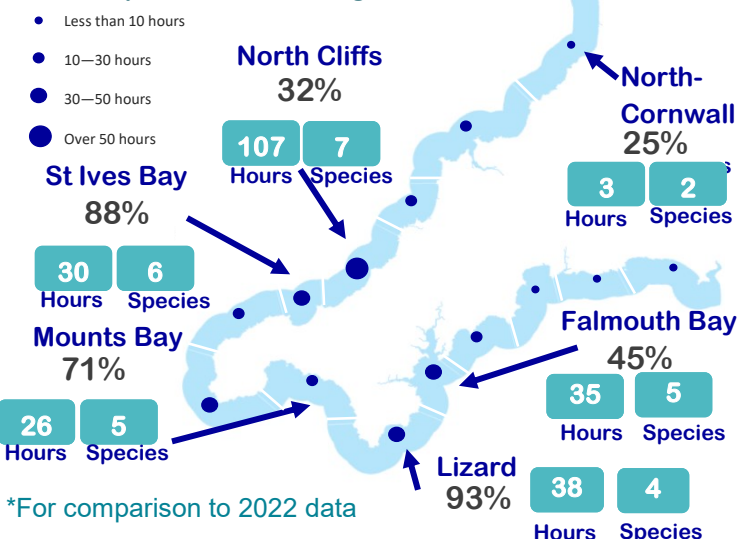 Less than 10 hours
10—30 hours
30—50 hours
Over 50 hours
North Cliffs
32%
107 7
Hours Species
North-
Cornwall
25%
3 2
Hours Species
St Ives Bay
88%
30 6
Hours Species
Mounts Bay
71%
26 5
Hours Species
Falmouth Bay
45%
35 5
Hours Species
Lizard
93%
38 4
Hours Species
*For comparison to 2022 data